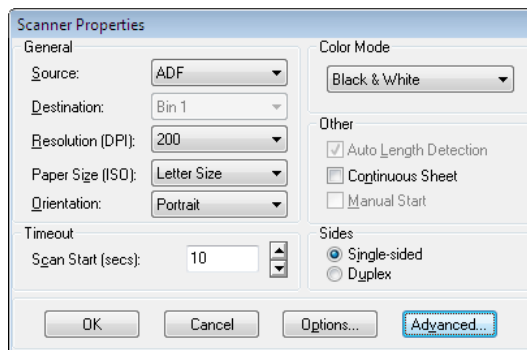 Scanner Properties
General
Source: ADF
Destination: Bin 1
Resolution (DPI): 200
Paper Size (ISO): Letter Size
Orientation: Portrait
Timeout
Scan Start (secs): 10
Color Mode
Black & White
Other
Auto Length Detection
Continuous Sheet
Manual Start
Sides
Single-sided
Duplex
OK Cancel Options... Advanced...